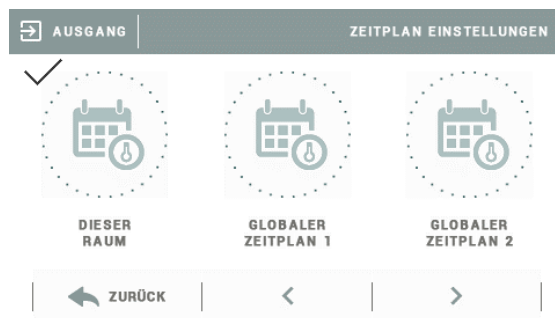 AUSGANG
ZEITPLAN EINSTELLUNGEN
DIESER
RAUM
GLOBALER
ZEITPLAN 1
GLOBALER
ZEITPLAN 2
ZURÜCK